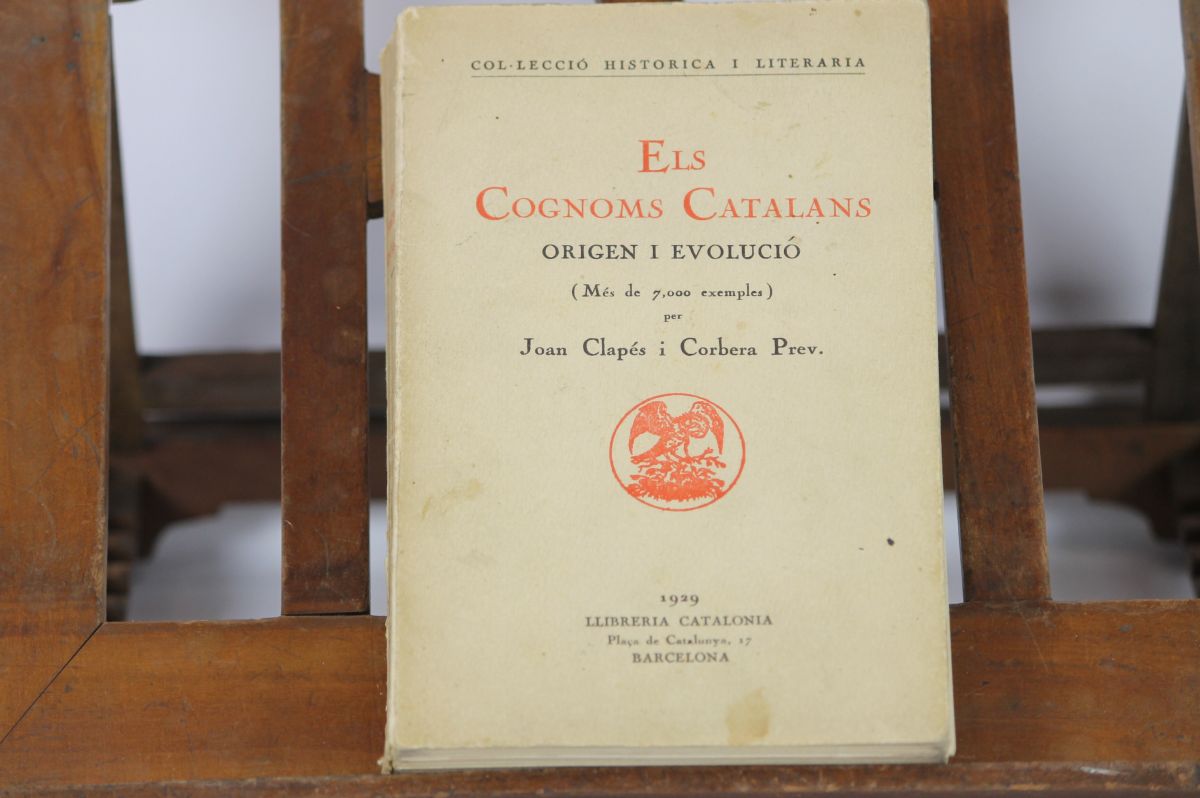 COL·LECCIÓ HISTORICA I LITERARIA
ELS
COGNOMS CATALANS
ORIGEN I EVOLUCIÓ
(Més de 7,000 exemples)
per
Joan Clapés i Corbera Prev.
1929
LLIBRERIA CATALONIA
Plaça de Catalunya, 17
BARCELONA